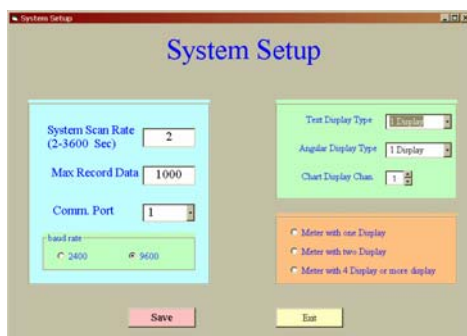 System Setup
System Setup
System Scan Rate
(2-3600 Sec)
2
Max Record Data
1000
Comm. Port
1
baud rate
2400
9600
Text Display Type
1 Display
Angular Display Type
1 Display
Chart Display Chan.
1
Meter with one Display
Meter with two Display
Meter with 4 Display or more display
Save
Exit